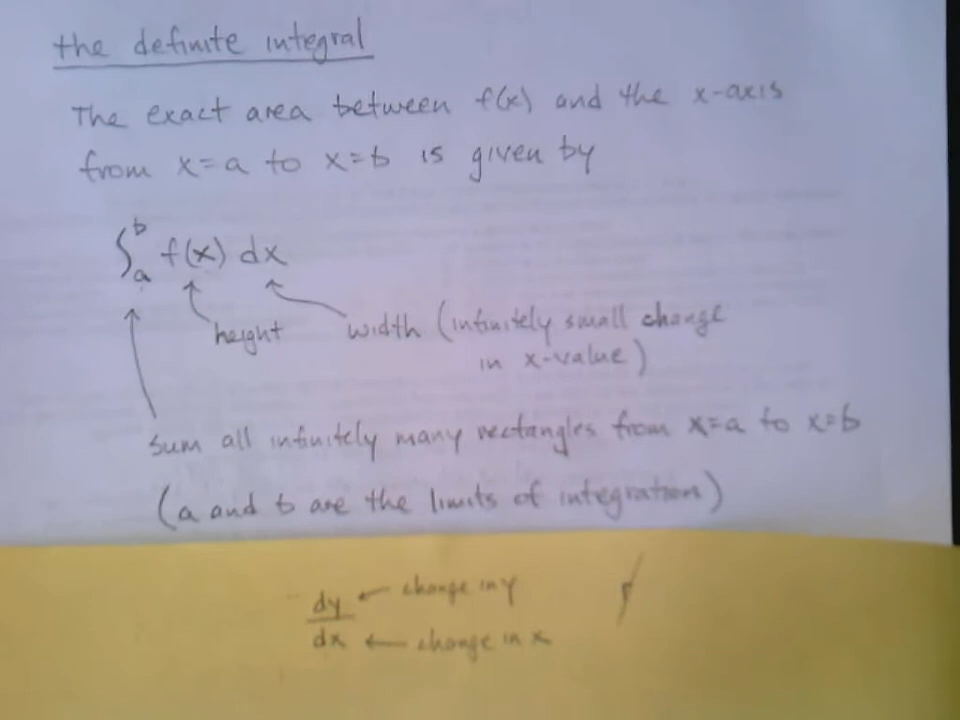 the definite integral
The exact area between f(x) and the x-axis
from x=a to x=b is given by
∫_a^b f(x) dx
height width (infinitely small change
in x-value)
sum all infinitely many rectangles from x=a to x=b
(a and b are the limits of integration)
dy ← change in y
dx ← change in x